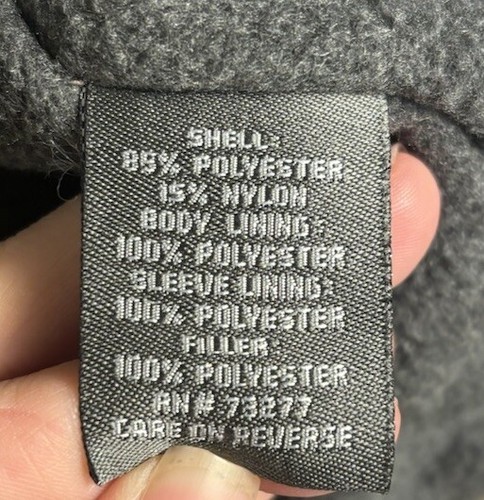 SHELL:
85% POLYESTER
15% NYLON
BODY LINING:
100% POLYESTER
SLEEVE LINING:
100% POLYESTER
FILLER:
100% POLYESTER
RN# 73277
CARE ON REVERSE